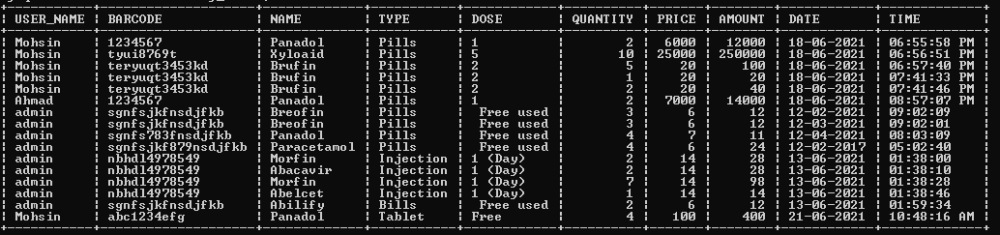 USER_NAME | BARCODE | NAME | TYPE | DOSE | QUANTITY | PRICE | AMOUNT | DATE | TIME
Mohsin | 1234567 | Panadol | Pills | 1 | 2 | 6000 | 12000 | 18-06-2021 | 06:55:58 PM
Mohsin | tyui8769t | Xyloaid | Pills | 5 | 10 | 25000 | 250000 | 18-06-2021 | 06:56:51 PM
Mohsin | teryuqt3453kd | Brufin | Pills | 2 | 5 | 20 | 100 | 18-06-2021 | 06:57:40 PM
Mohsin | teryuqt3453kd | Brufin | Pills | 2 | 1 | 20 | 20 | 18-06-2021 | 07:41:33 PM
Mohsin | teryuqt3453kd | Brufin | Pills | 2 | 2 | 20 | 40 | 18-06-2021 | 07:41:46 PM
Ahmad | 1234567 | Panadol | Pills | 1 | 2 | 7000 | 14000 | 18-06-2021 | 08:57:07 PM
admin | sgnfsjkfnsdjfkb | Breofin | Pills | Free used | 3 | 6 | 12 | 12-02-2021 | 09:02:09
admin | sgnfsjkfnsdjfkb | Brufin | Pills | Free used | 3 | 6 | 12 | 12-03-2021 | 09:02:01
admin | sgnfs783fnsdjfkb | Panadol | Pills | Free used | 4 | 7 | 11 | 12-04-2021 | 08:03:09
admin | sgnfsjkf879nsdjfkb | Paracetamol | Pills | Free used | 4 | 6 | 24 | 12-02-2017 | 05:02:40
admin | nbhdl4978549 | Morfin | Injection | 1 (Day) | 2 | 14 | 28 | 13-06-2021 | 01:38:00
admin | nbhdl4978549 | Abacavir | Injection | 1 (Day) | 2 | 14 | 28 | 13-06-2021 | 01:38:10
admin | nbhdl4978549 | Morfin | Injection | 1 (Day) | 7 | 14 | 98 | 13-06-2021 | 01:38:28
admin | nbhdl4978549 | Abelcet | Injection | 1 (Day) | 1 | 14 | 14 | 13-06-2021 | 01:38:46
admin | sgnfsjkfnsdjfkb | Abilify | Bills | Free used | 2 | 6 | 12 | 13-06-2021 | 01:59:34
Mohsin | abc1234efg | Panadol | Tablet | Free | 4 | 100 | 400 | 21-06-2021 | 10:48:16 AM